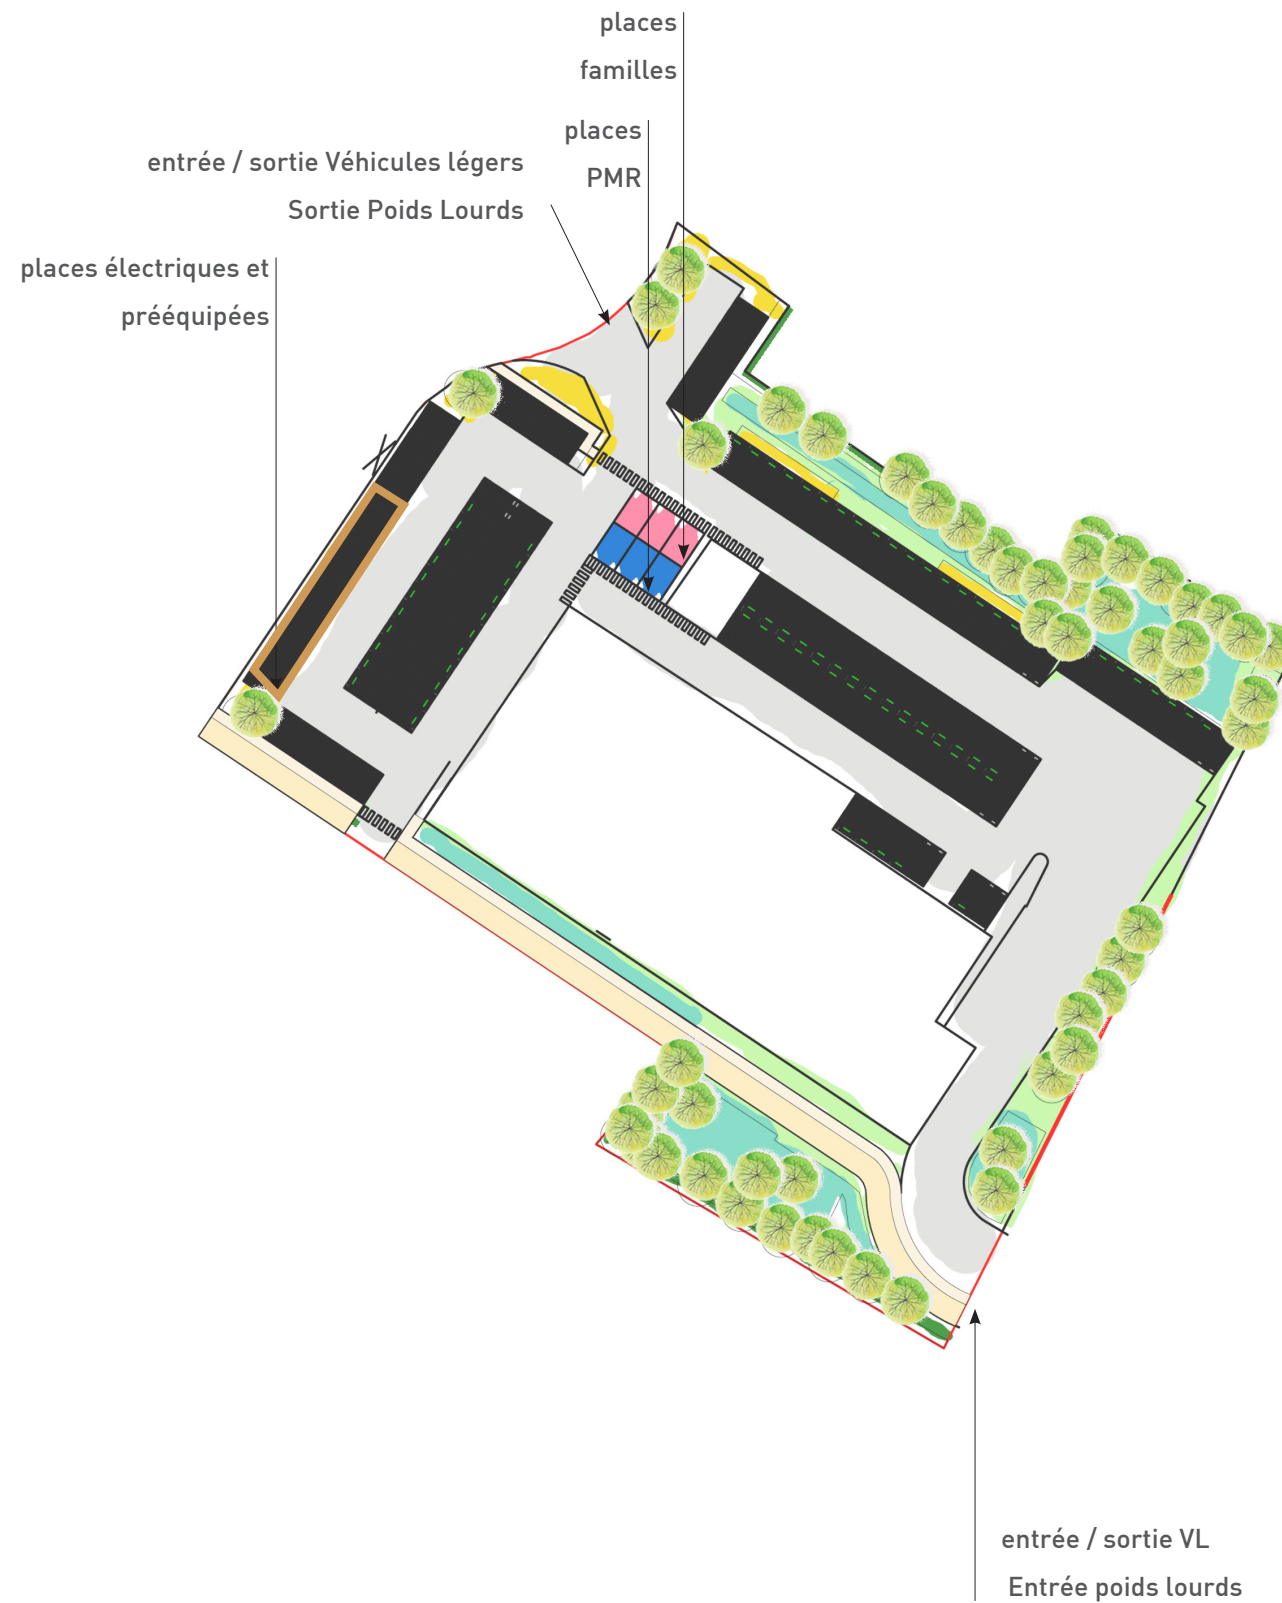 places
familles
places
PMR
entrée / sortie Véhicules légers
Sortie Poids Lourds
places électriques et
prééquipées
entrée / sortie VL
Entrée poids lourds